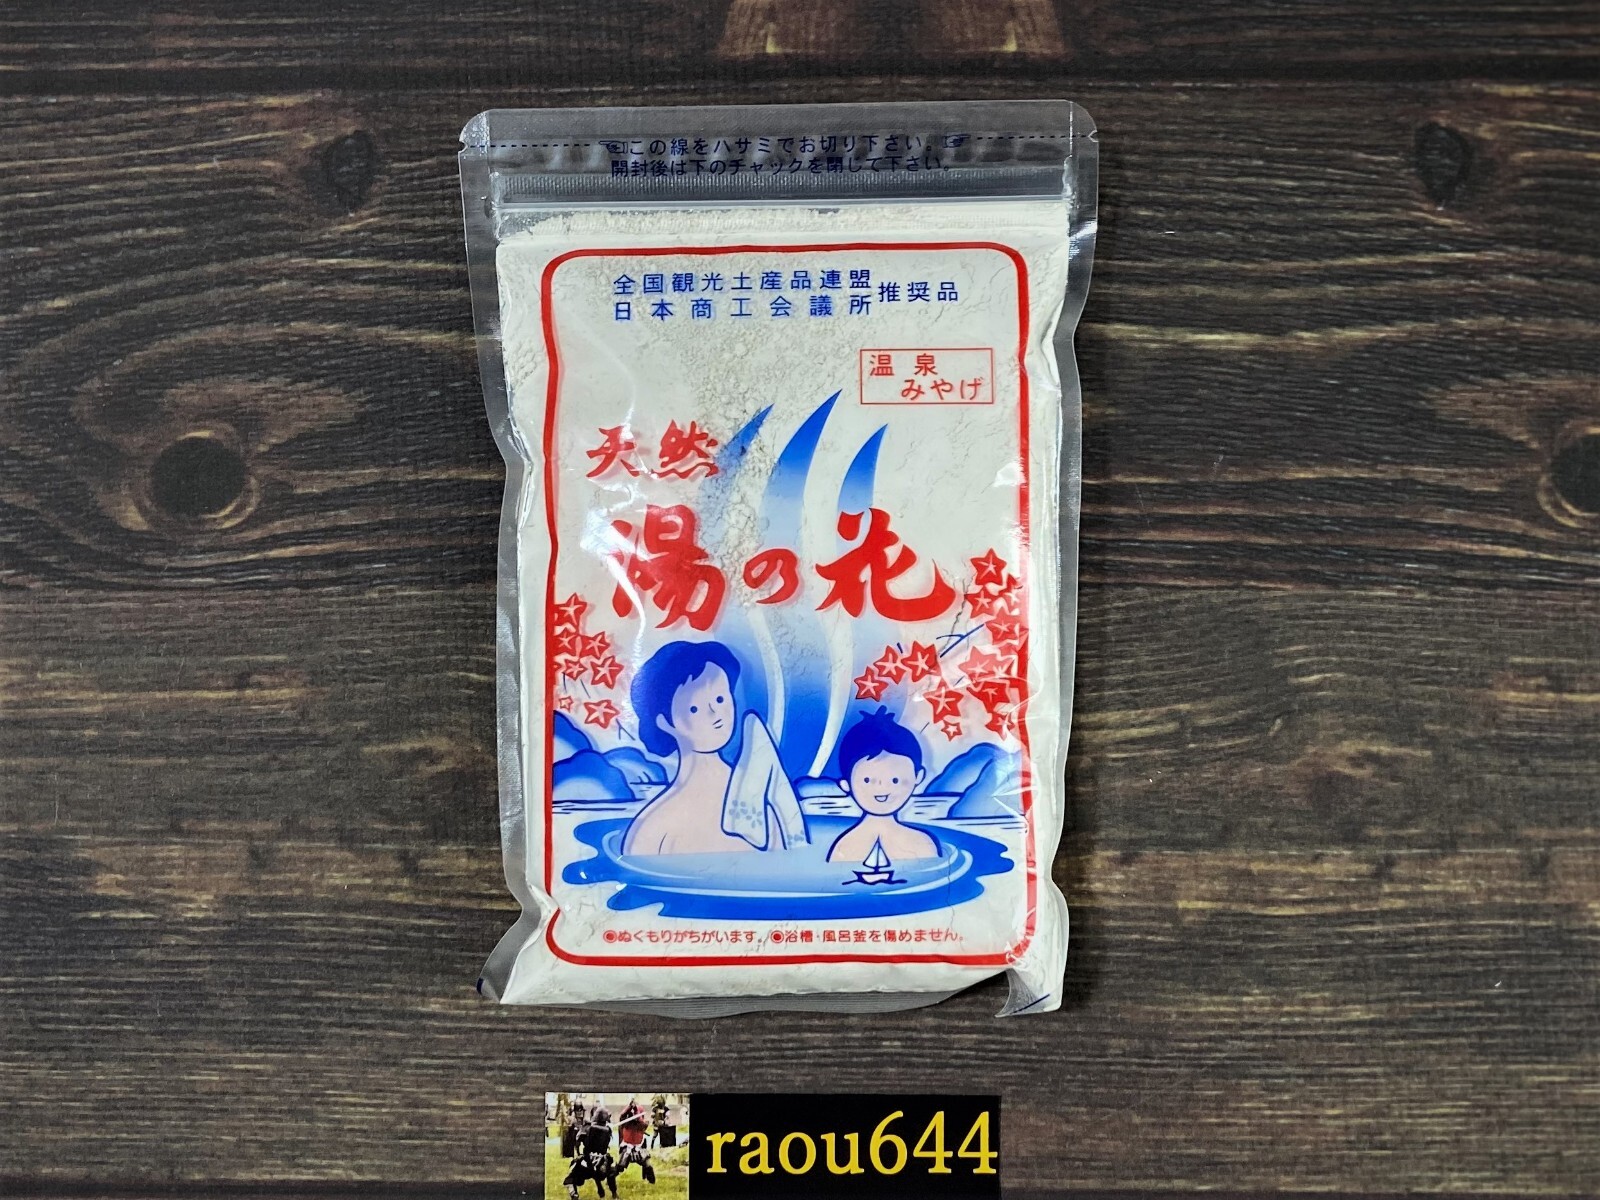 この線をハサミでお切り下さい。
開封後は下のチャックを閉じて下さい。
全国観光土産品連盟
日本商工会議所
推奨品
温泉
みやげ
天然
湯の花
◉ぬくもりがちがいます。◉浴槽・風呂釜を傷めません。
raou644